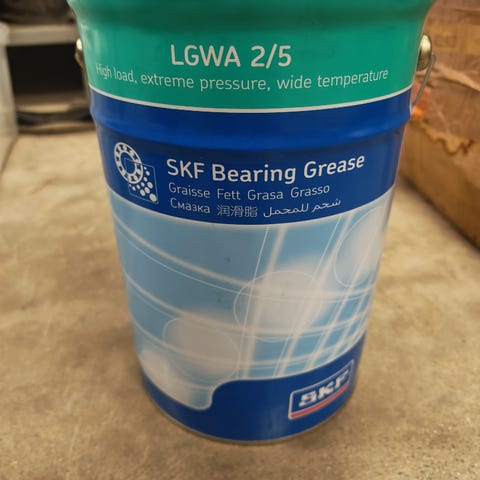 LGWA 2/5
High load, extreme pressure, wide temperature
SKF Bearing Grease
Graisse Fett Grasa Grasso
Смазка 润滑脂 شحم للمحمل
SKF